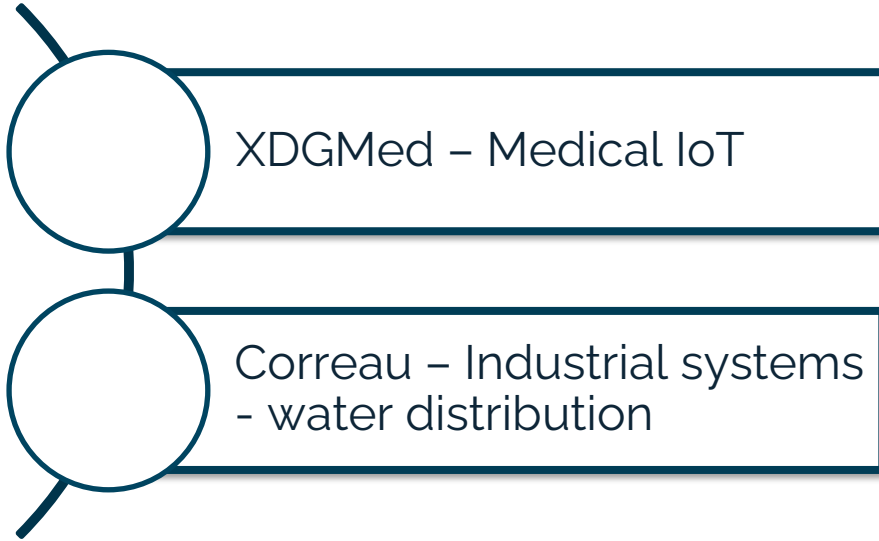 XDGMed – Medical IoT
Correau – Industrial systems
- water distribution